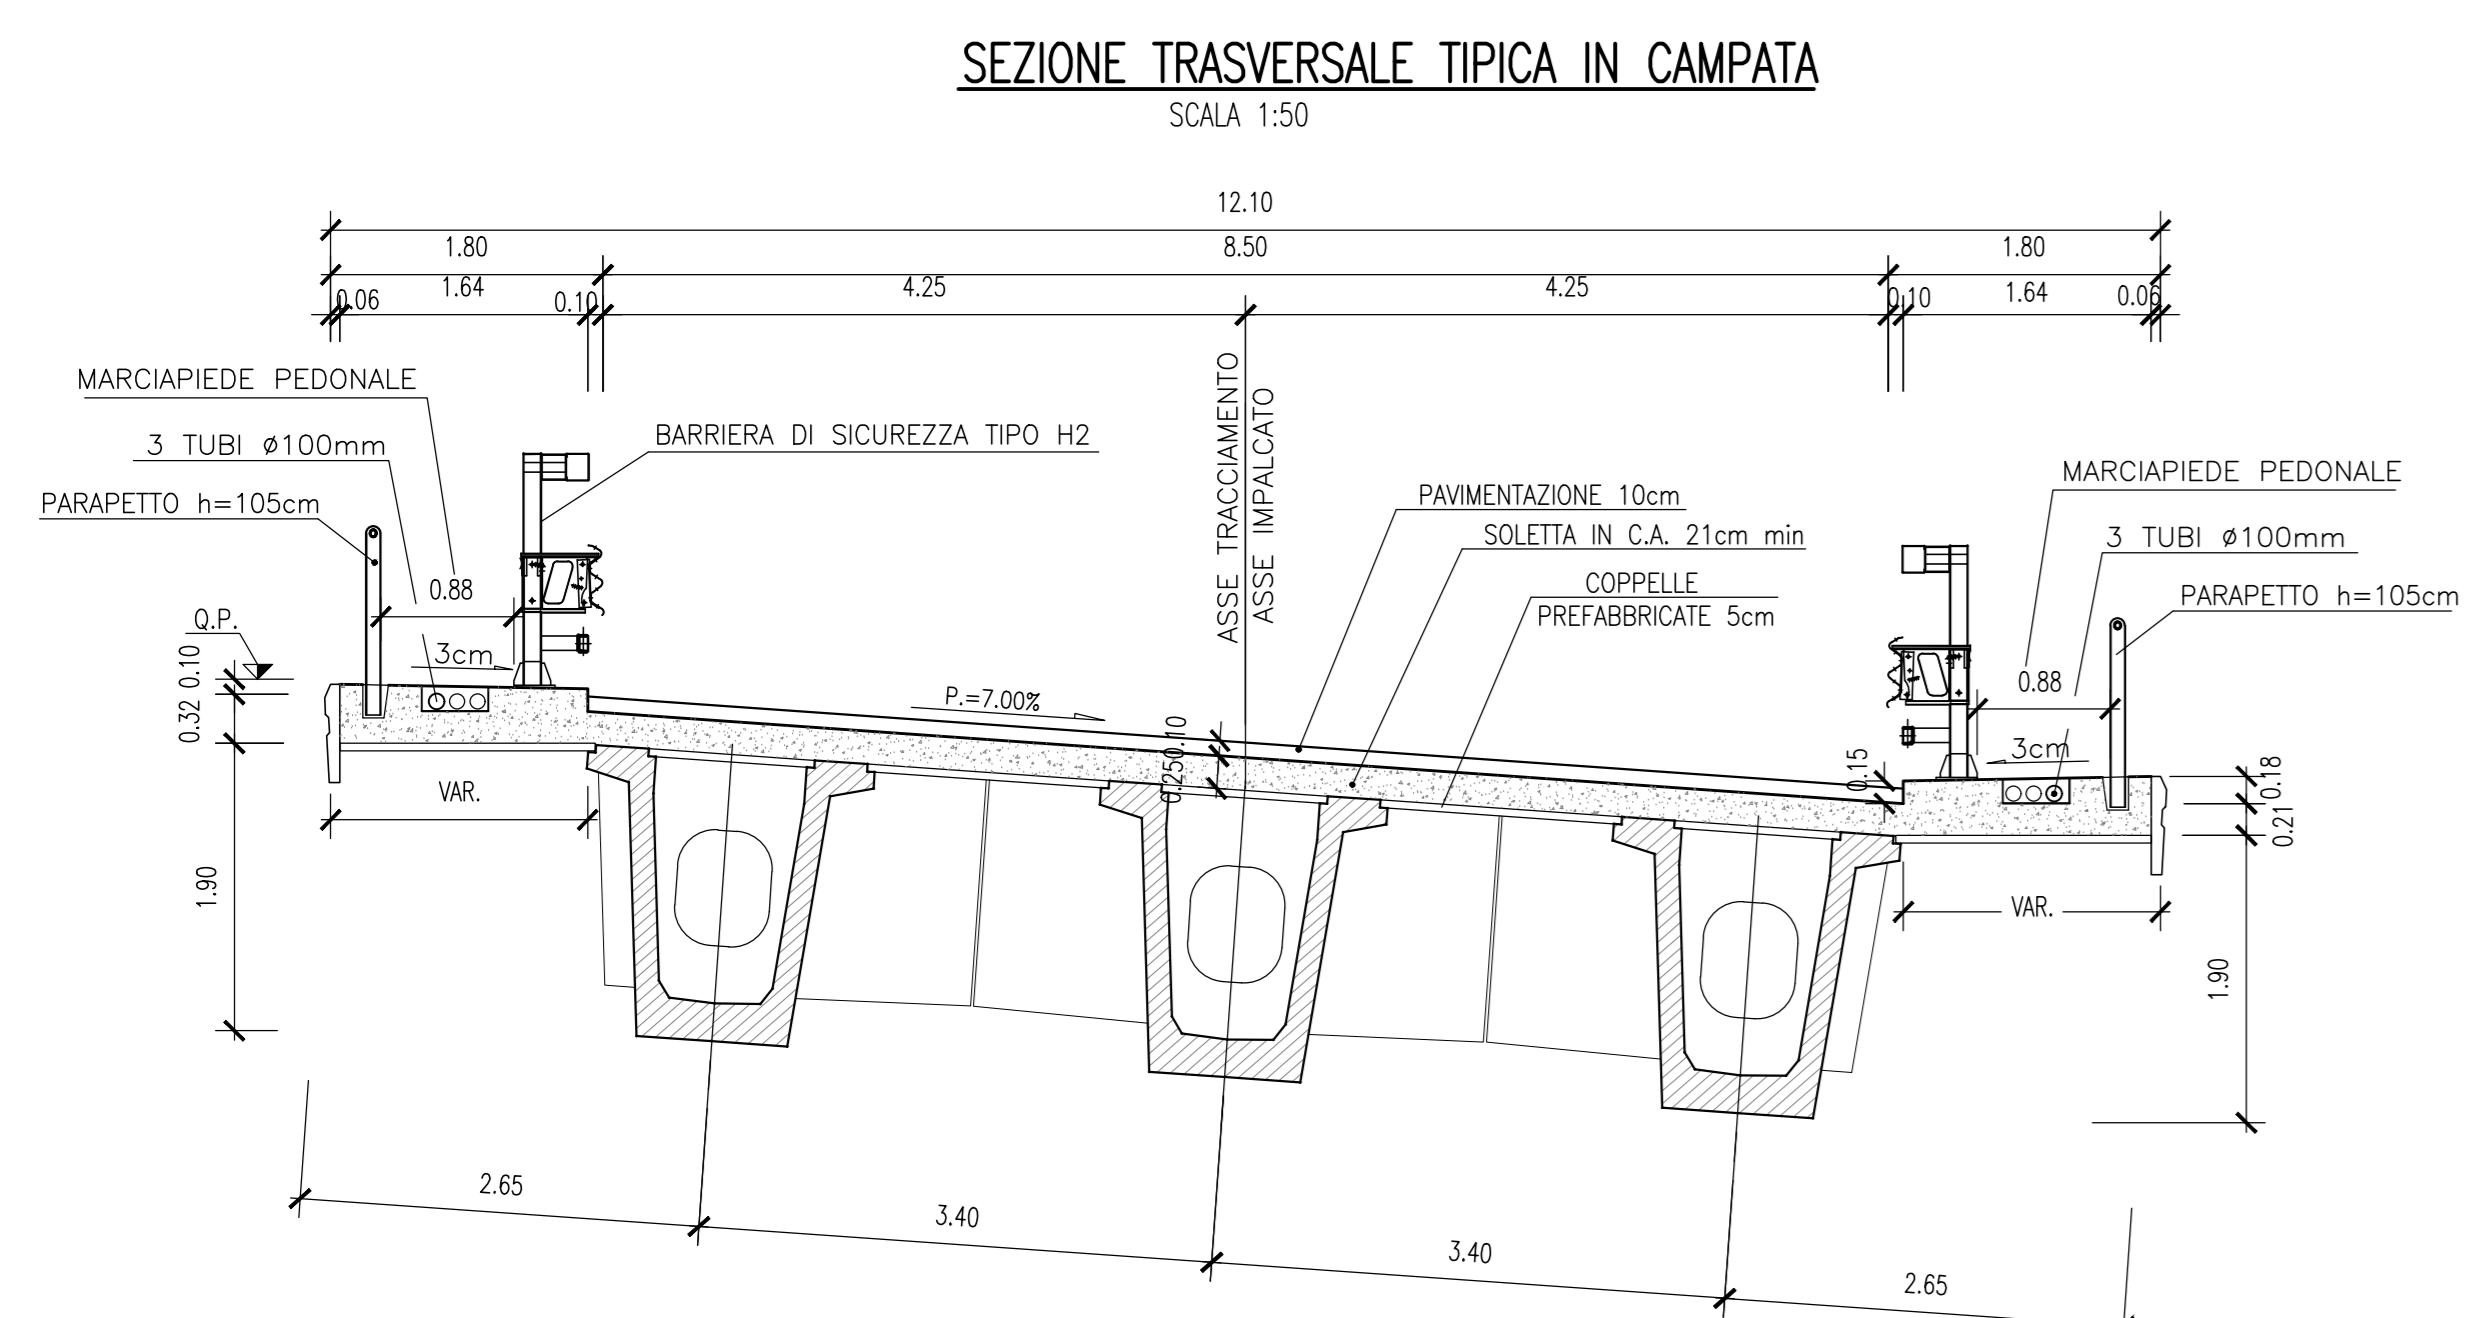 SEZIONE TRASVERSALE TIPICA IN CAMPATA
SCALA 1:50
12.10
1.80
8.50
1.80
0.06
1.64
0.10
4.25
4.25
0.10
1.64
0.06
MARCIAPIEDE PEDONALE
3 TUBI ø100mm
PARAPETTO h=105cm
BARRIERA DI SICUREZZA TIPO H2
ASSE TRACCIAMENTO
ASSE IMPALCATO
PAVIMENTAZIONE 10cm
SOLETTA IN C.A. 21cm min
COPPELLE
PREFABBRICATE 5cm
MARCIAPIEDE PEDONALE
3 TUBI ø100mm
PARAPETTO h=105cm
0.88
Q.P.
3cm
0.10
0.32
P.=7.00%
0.10
0.25
0.15
0.88
3cm
0.18
0.21
VAR.
VAR.
1.90
1.90
2.65
3.40
3.40
2.65